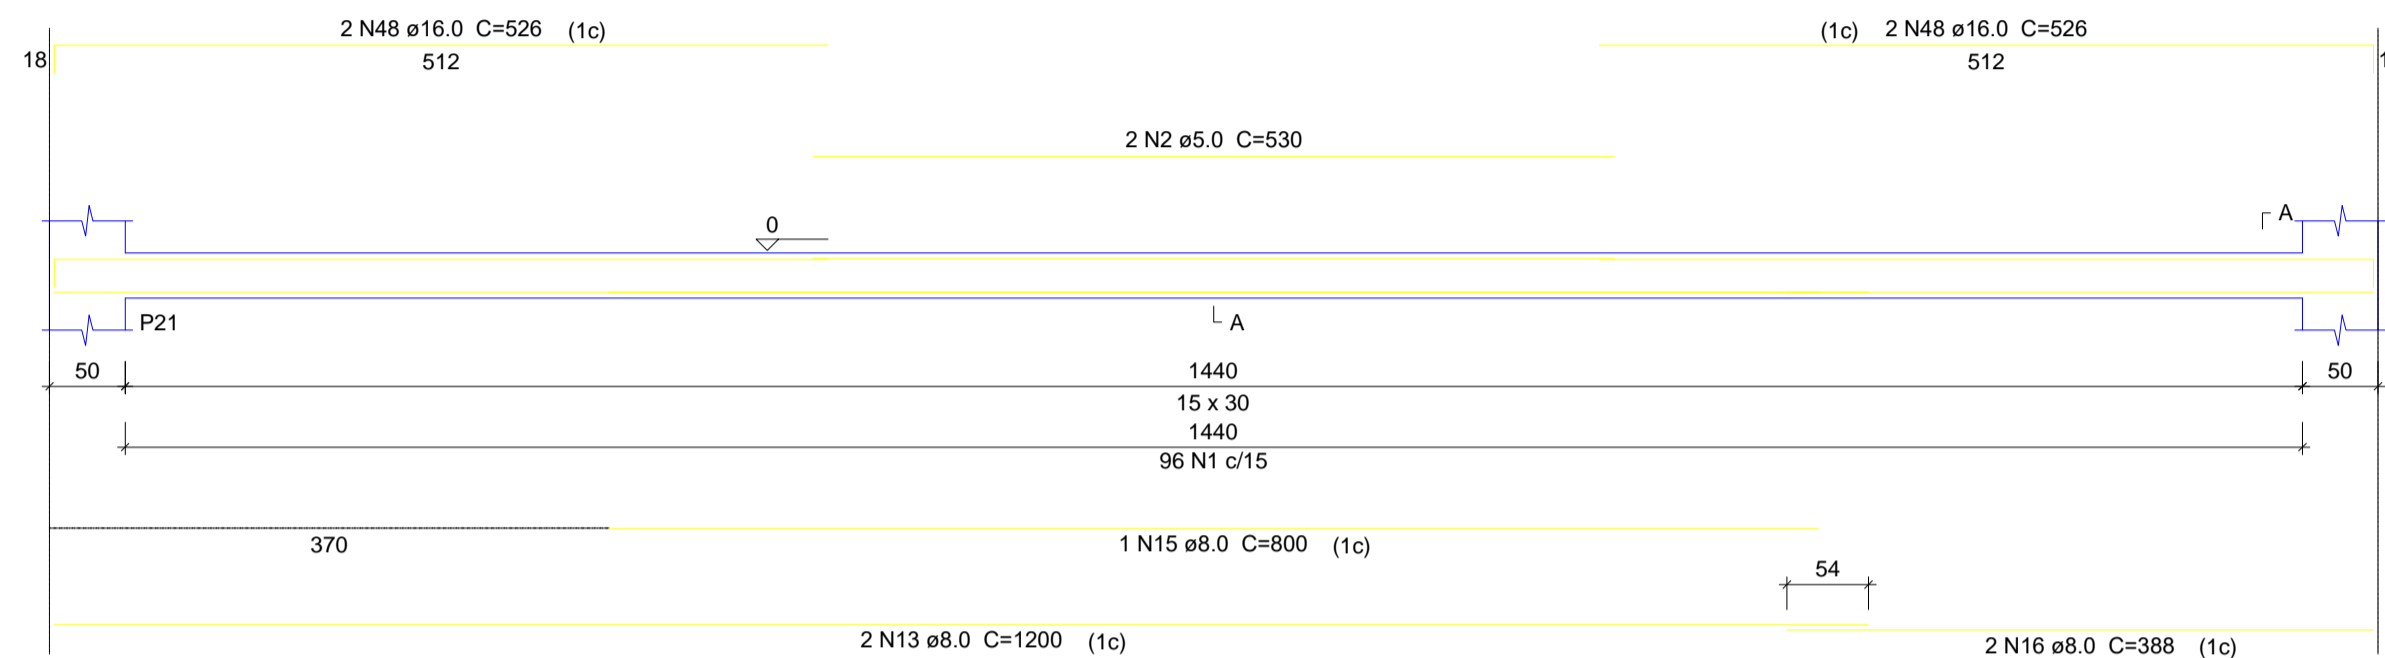 2 N48 ø16.0 C=526 (1c)
(1c) 2 N48 ø16.0 C=526
18
512
512
2 N2 ø5.0 C=530
0
A
P21
A
50
1440
50
15 x 30
1440
96 N1 c/15
370
1 N15 ø8.0 C=800 (1c)
54
2 N13 ø8.0 C=1200 (1c)
2 N16 ø8.0 C=388 (1c)